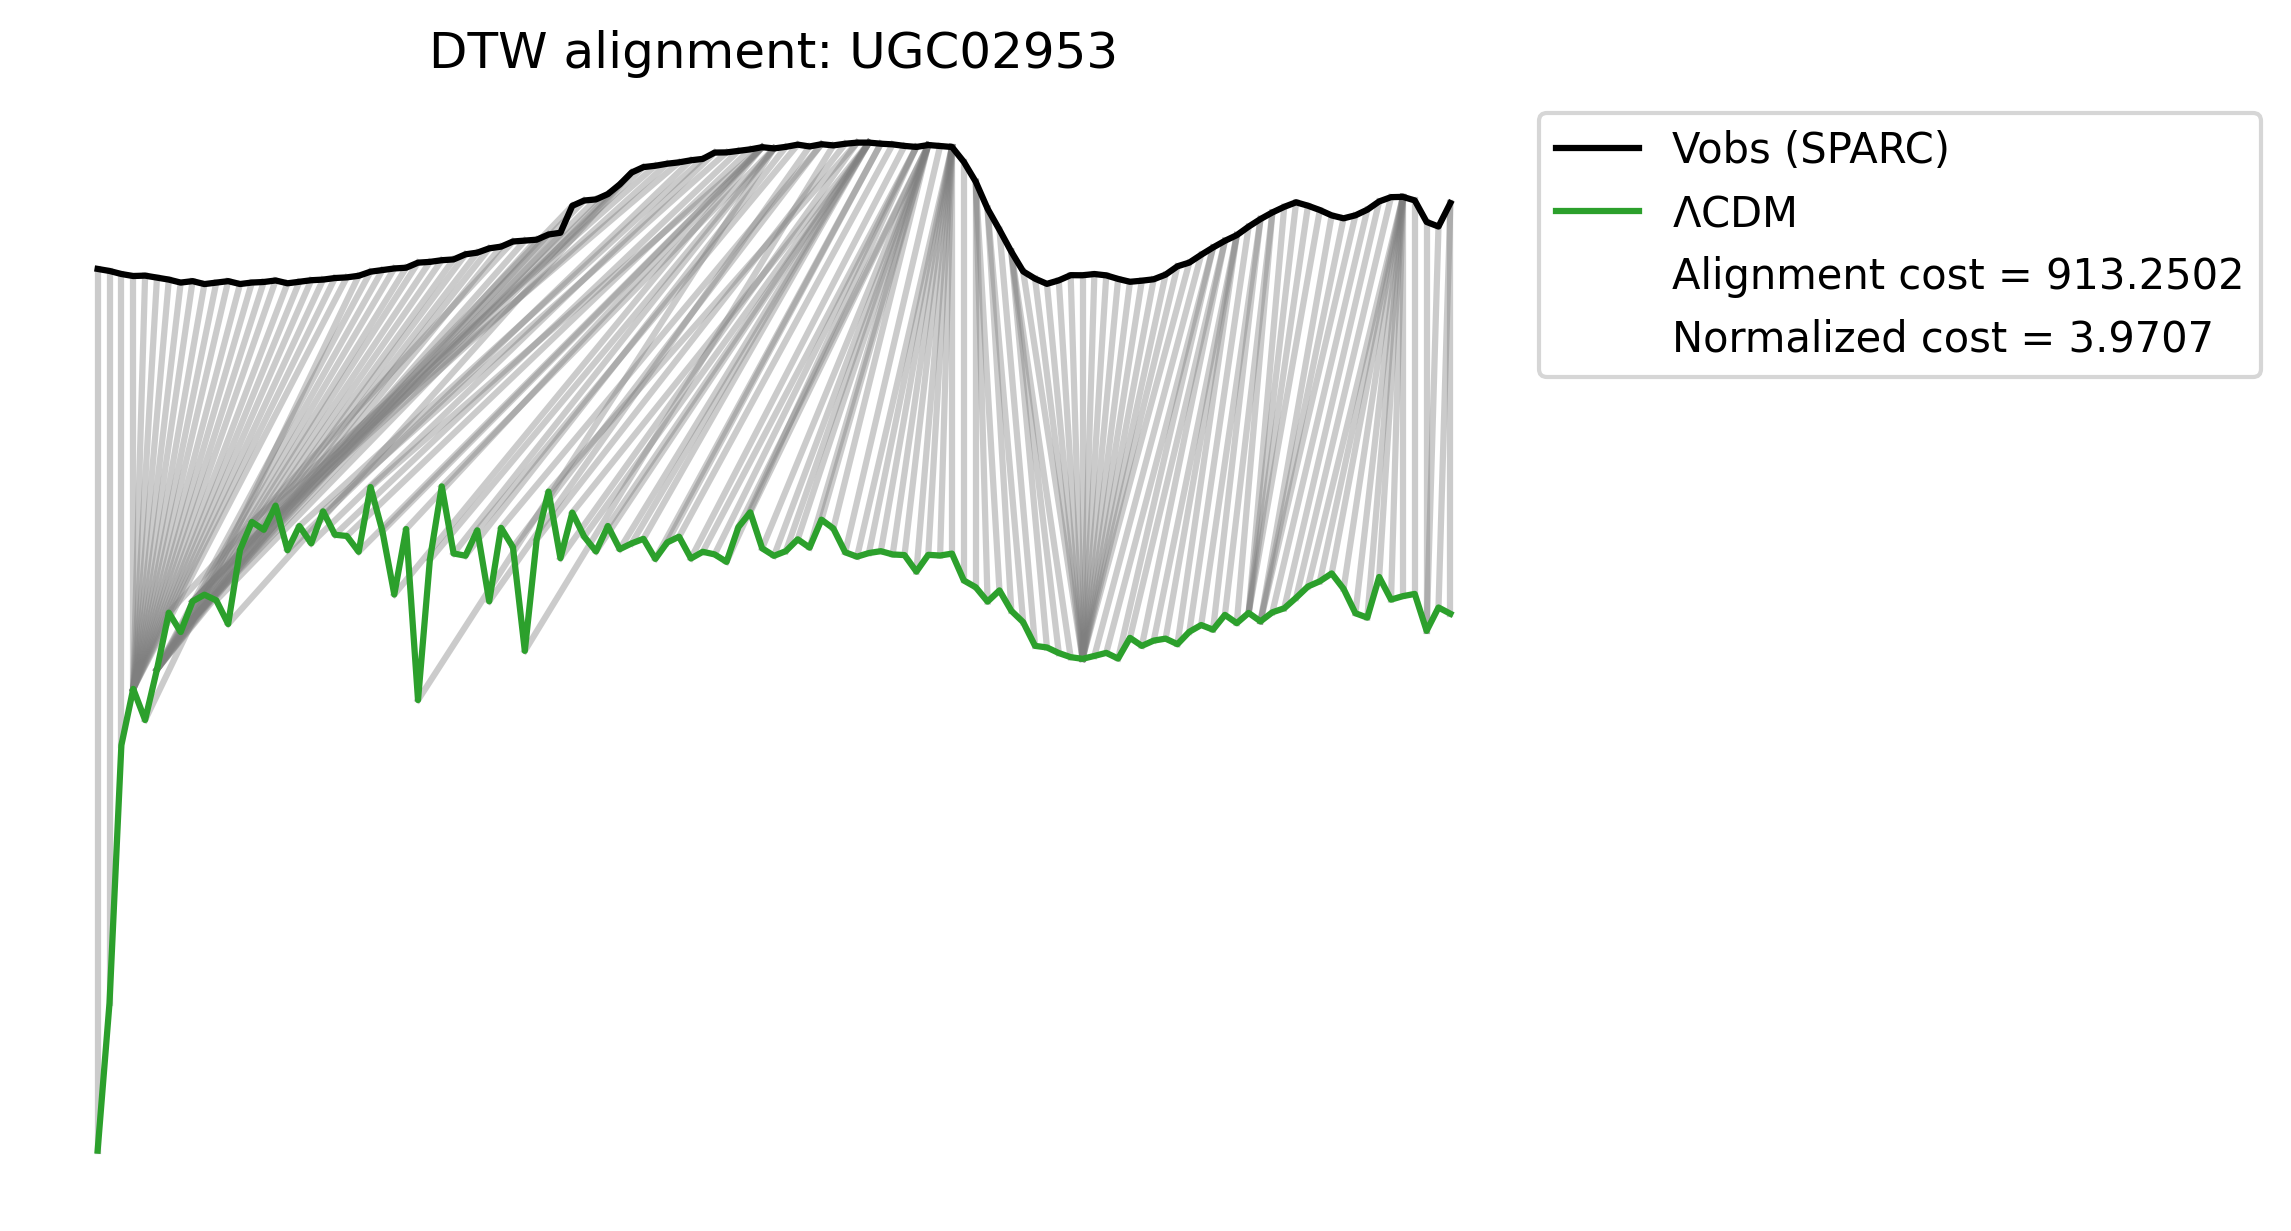 DTW alignment: UGC02953
Vobs (SPARC)
ΛCDM
Alignment cost = 913.2502
Normalized cost = 3.9707